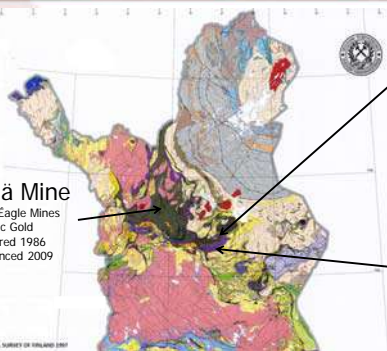 ä Mine
Eagle Mines
c Gold
red 1986
nced 2009
SURVEY OF FINLAND 1997